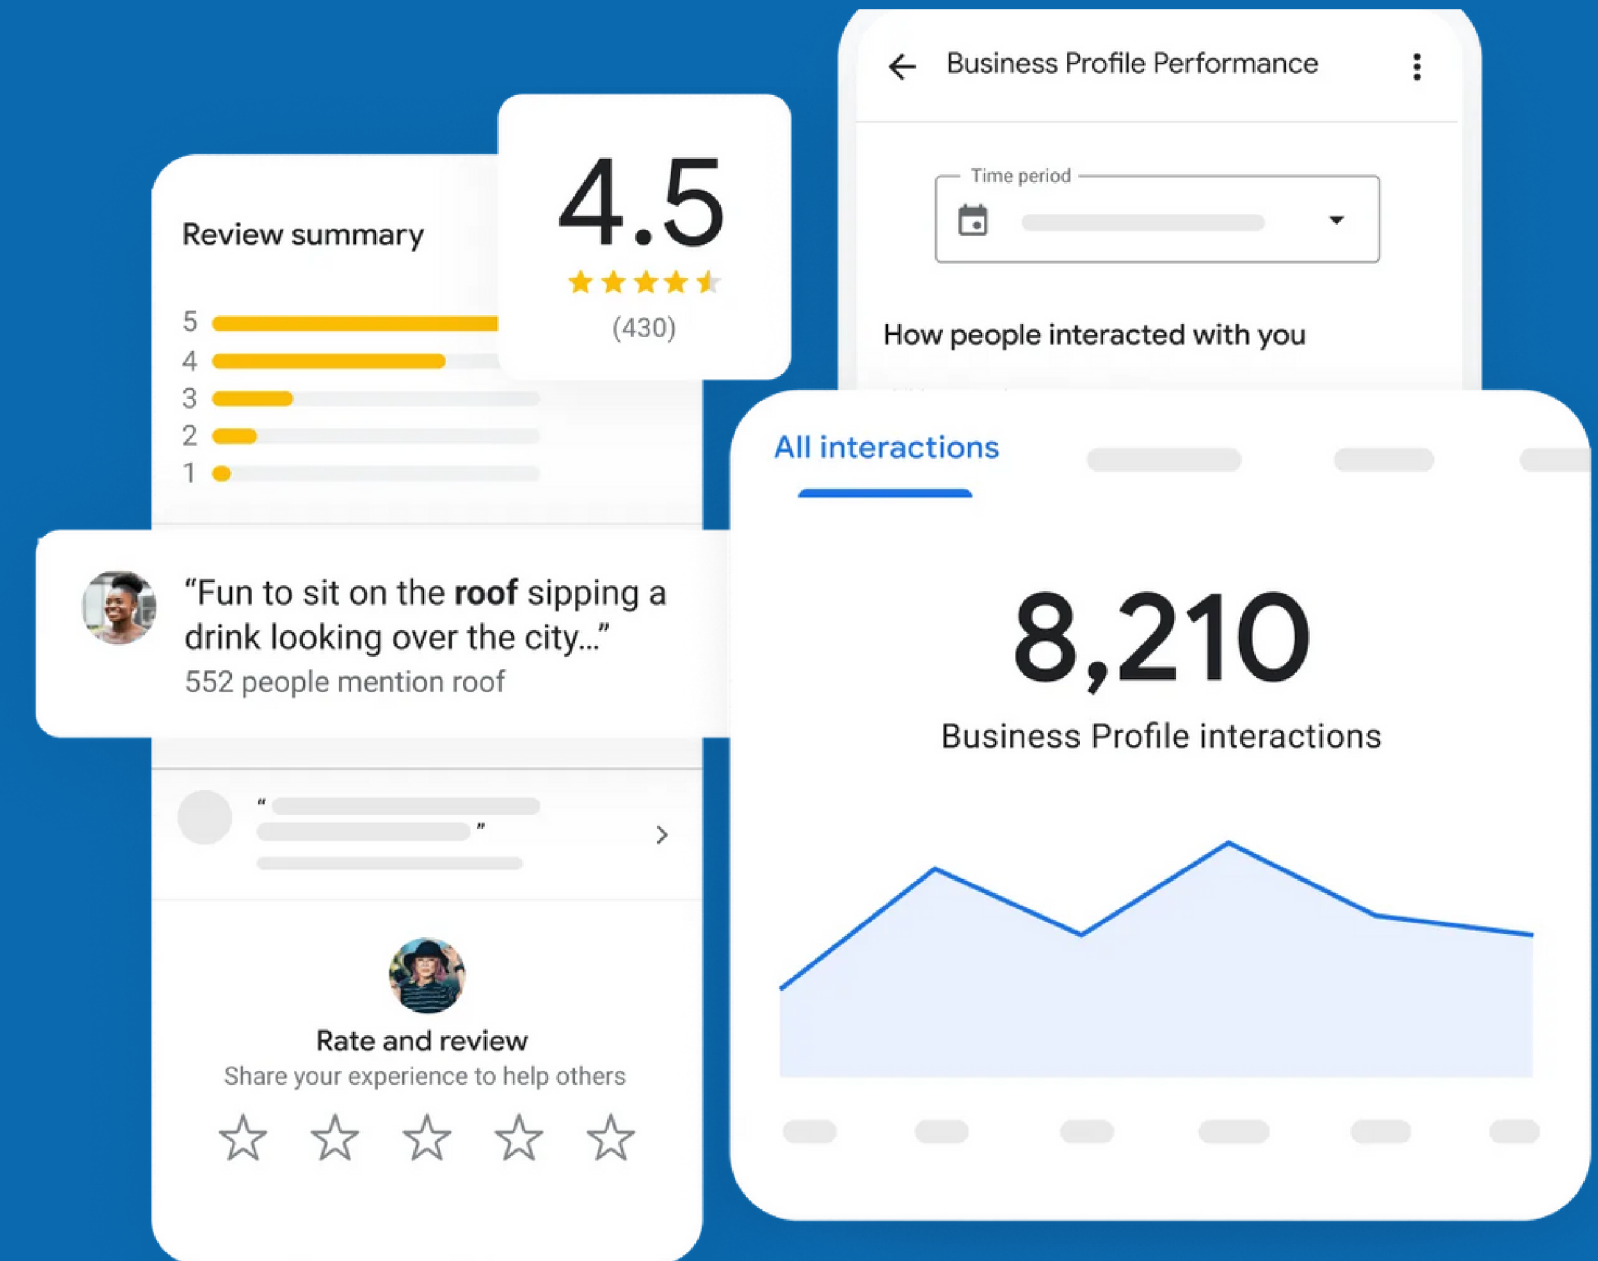 Review summary
4.5
(430)
5
4
3
2
1
“Fun to sit on the roof sipping a
drink looking over the city...”
552 people mention roof
“
”
Rate and review
Share your experience to help others
Business Profile Performance
Time period
How people interacted with you
All interactions
8,210
Business Profile interactions